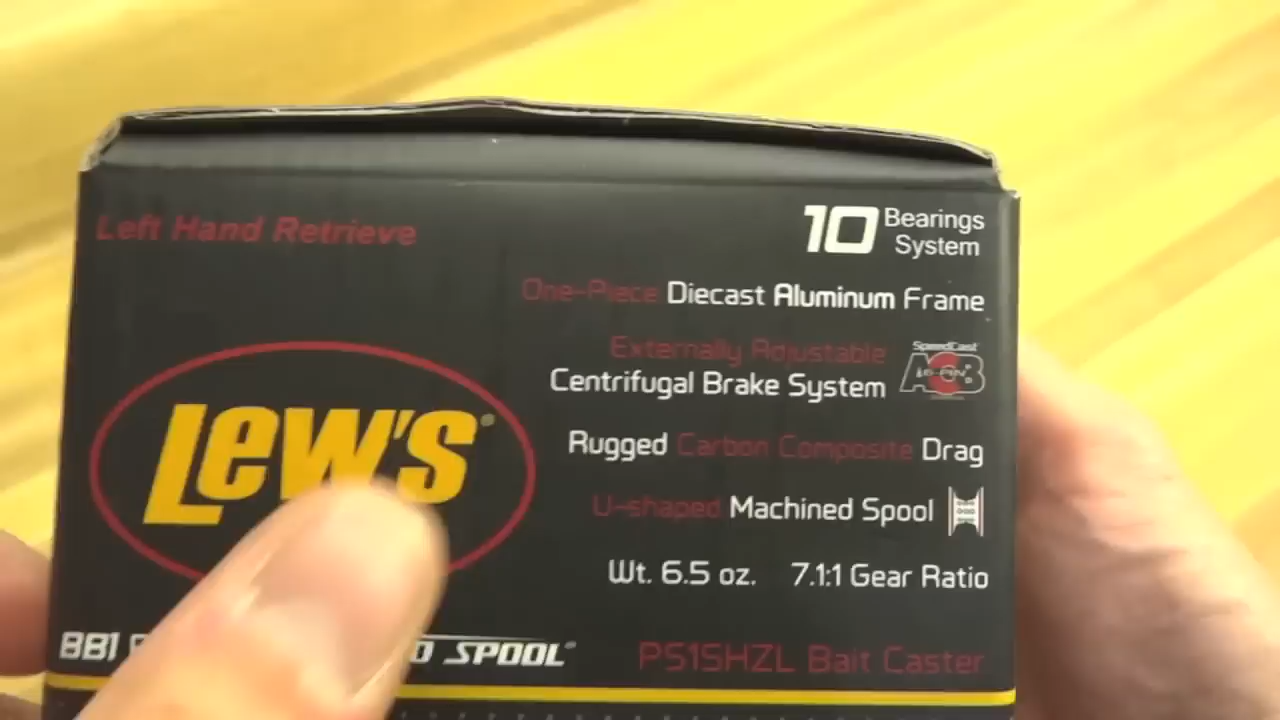 Left Hand Retrieve
10 Bearings
System
One-Piece Diecast Aluminum Frame
Externally Adjustable
Centrifugal Brake System
SpeedCast
ACB
Rugged Carbon Composite Drag
LEW'S®
U-shaped Machined Spool
Wt. 6.5 oz. 7.1:1 Gear Ratio
BB1 SPOOL®
PS1SHZL Bait Caster